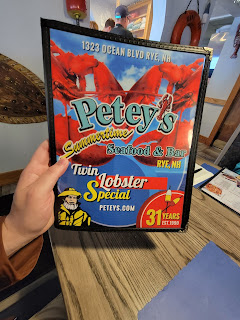 1323 OCEAN BLVD RYE, NH
Petey's
Summertime
Seafood & Bar
RYE, NH
Twin
Lobster
Special
PETEYS.COM
31 YEARS
EST. 1990